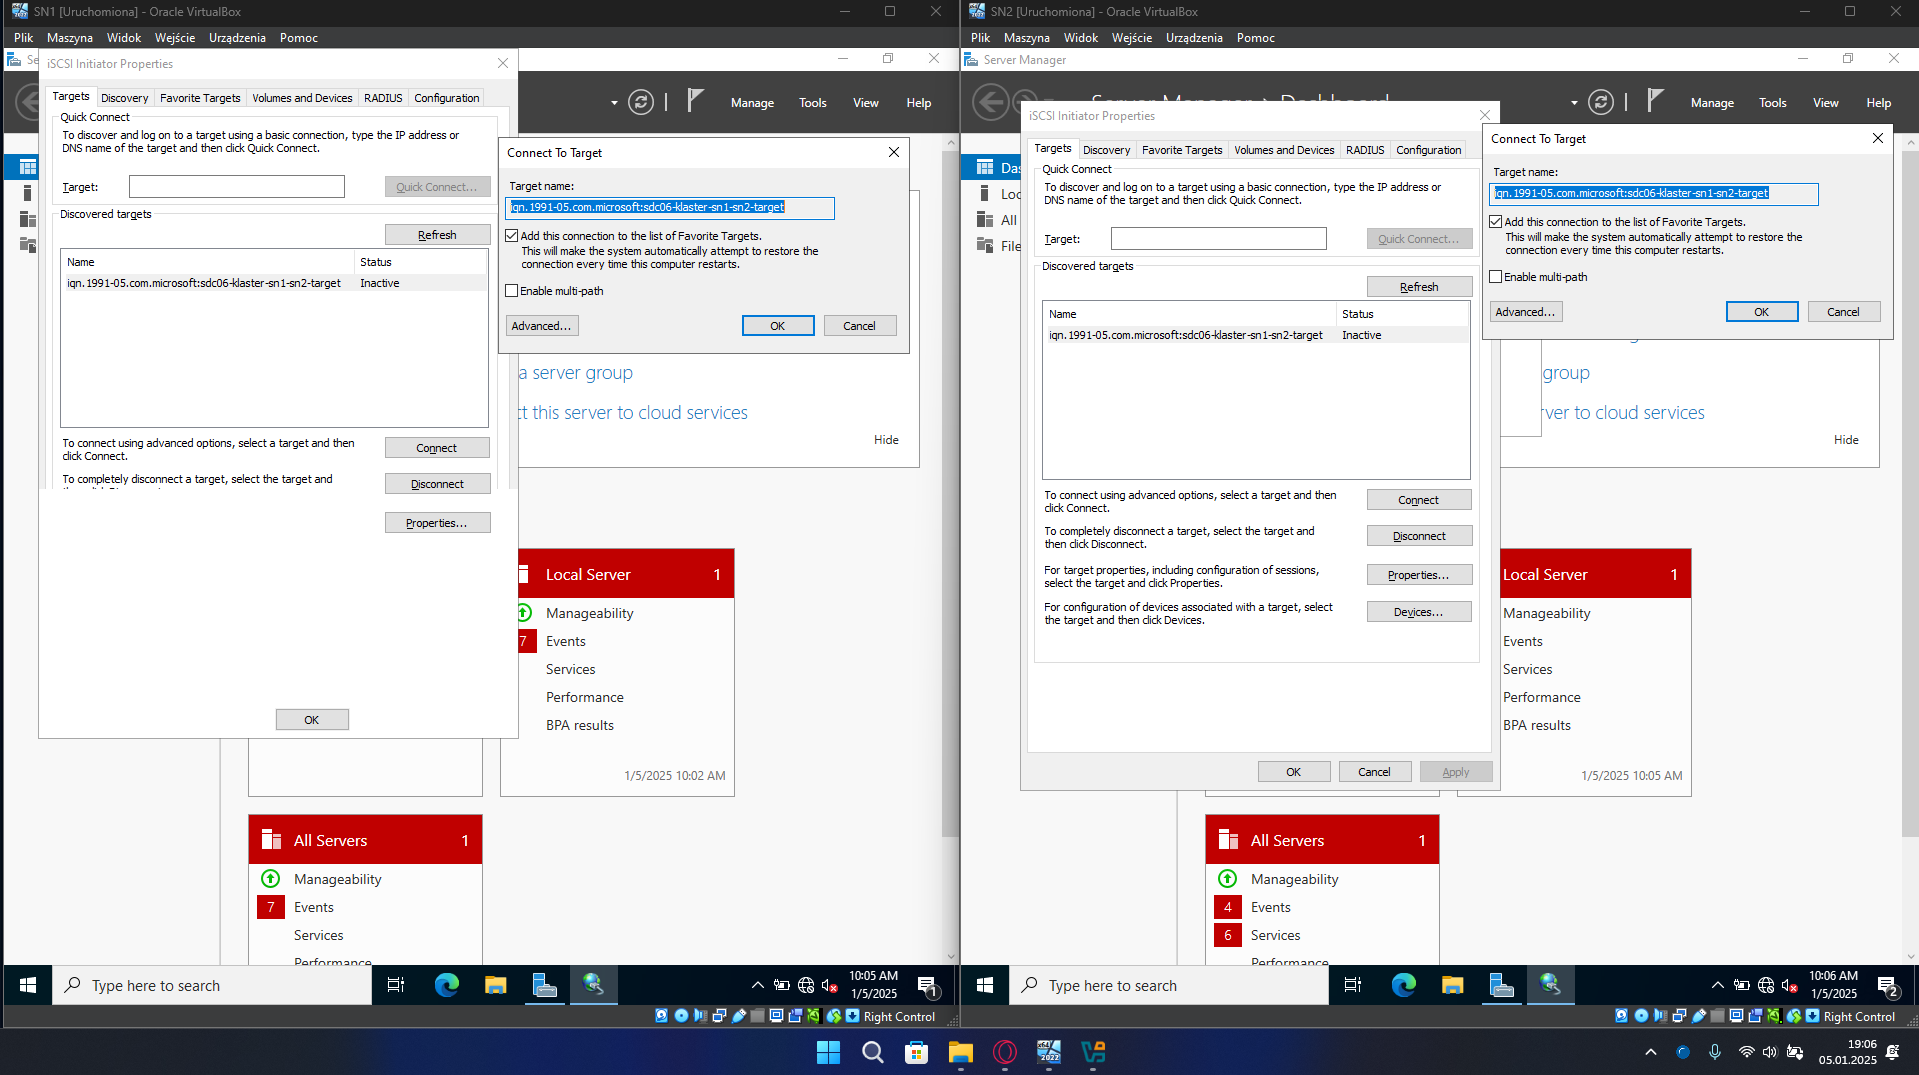 SN1 [Uruchomiona] - Oracle VirtualBox
Plik Maszyna Widok Wejście Urządzenia Pomoc
Se
iSCSI Initiator Properties
Manage Tools View Help
Targets Discovery Favorite Targets Volumes and Devices RADIUS Configuration
Quick Connect
To discover and log on to a target using a basic connection, type the IP address or
DNS name of the target and then click Quick Connect.
Target:
Quick Connect...
Discovered targets
Refresh
Name Status
iqn.1991-05.com.microsoft:sdc06-klaster-sn1-sn2-target Inactive
To connect using advanced options, select a target and then
click Connect.
Connect
To completely disconnect a target, select the target and
Disconnect
Properties...
OK
Connect To Target
Target name:
iqn.1991-05.com.microsoft:sdc06-klaster-sn1-sn2-target
Add this connection to the list of Favorite Targets.
This will make the system automatically attempt to restore the
connection every time this computer restarts.
Enable multi-path
Advanced...
OK
Cancel
a server group
ct this server to cloud services
Hide
Local Server 1
Manageability
7 Events
Services
Performance
BPA results
1/5/2025 10:02 AM
All Servers 1
Manageability
7 Events
Services
Performance
Type here to search
10:05 AM
1/5/2025
1
Right Control
SN2 [Uruchomiona] - Oracle VirtualBox
Plik Maszyna Widok Wejście Urządzenia Pomoc
Server Manager
Server Manager Dashboard
Manage Tools View Help
Das
Loc
All
File
iSCSI Initiator Properties
Targets Discovery Favorite Targets Volumes and Devices RADIUS Configuration
Quick Connect
To discover and log on to a target using a basic connection, type the IP address or
DNS name of the target and then click Quick Connect.
Target:
Quick Connect...
Discovered targets
Refresh
Name Status
iqn.1991-05.com.microsoft:sdc06-klaster-sn1-sn2-target Inactive
To connect using advanced options, select a target and then
click Connect.
Connect
To completely disconnect a target, select the target and
then click Disconnect.
Disconnect
For target properties, including configuration of sessions,
select the target and click Properties.
Properties...
For configuration of devices associated with a target, select
the target and then click Devices.
Devices...
OK
Cancel
Apply
Connect To Target
Target name:
iqn.1991-05.com.microsoft:sdc06-klaster-sn1-sn2-target
Add this connection to the list of Favorite Targets.
This will make the system automatically attempt to restore the
connection every time this computer restarts.
Enable multi-path
Advanced...
OK
Cancel
group
ver to cloud services
Hide
Local Server 1
Manageability
Events
Services
Performance
BPA results
1/5/2025 10:05 AM
All Servers 1
Manageability
4 Events
6 Services
Performance
Type here to search
10:06 AM
1/5/2025
2
Right Control
19:06
05.01.2025